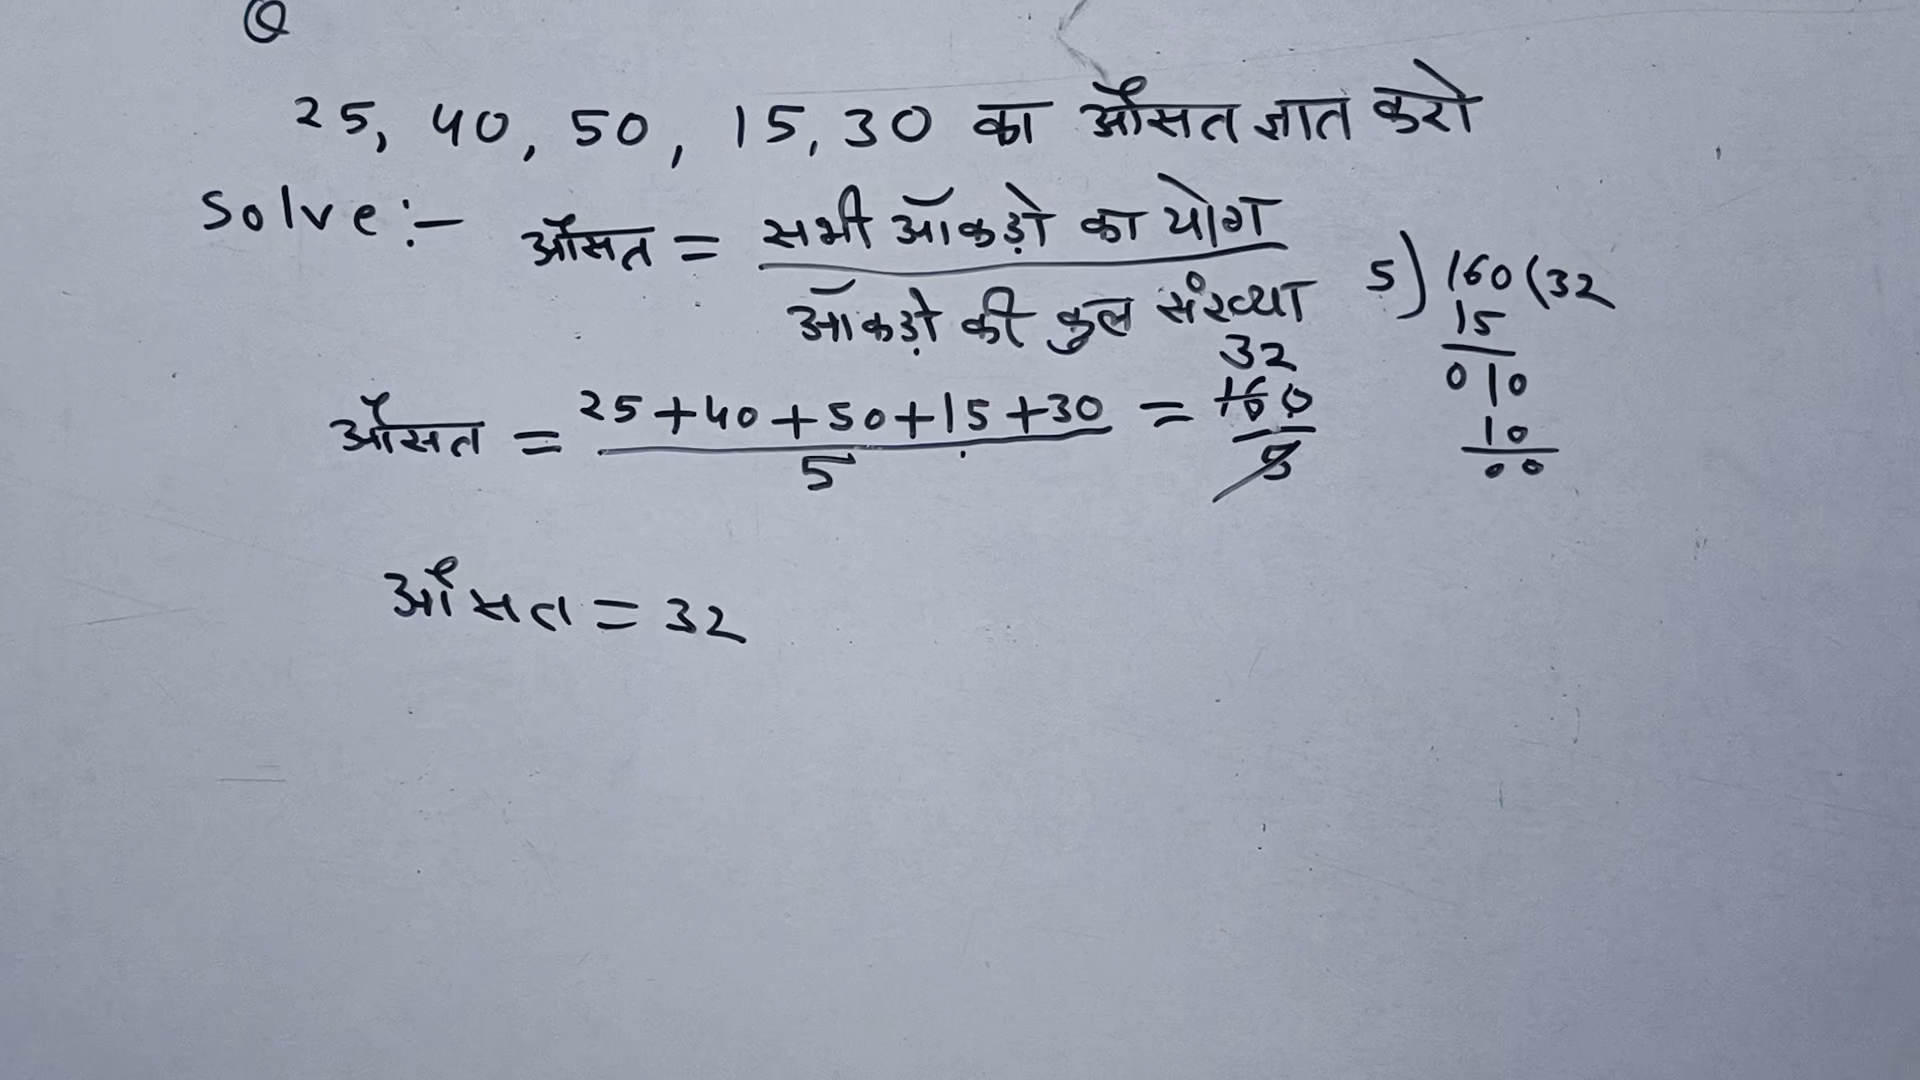 Q
25, 40, 50, 15, 30 का औसत ज्ञात करो
Solve:- औसत = सभी आँकड़ो का योग
आँकड़ो की कुल संख्या
औसत = 25+40+50+15+30 = 160
5 5
32
5) 160 (32
15
010
10
00
औसत = 32